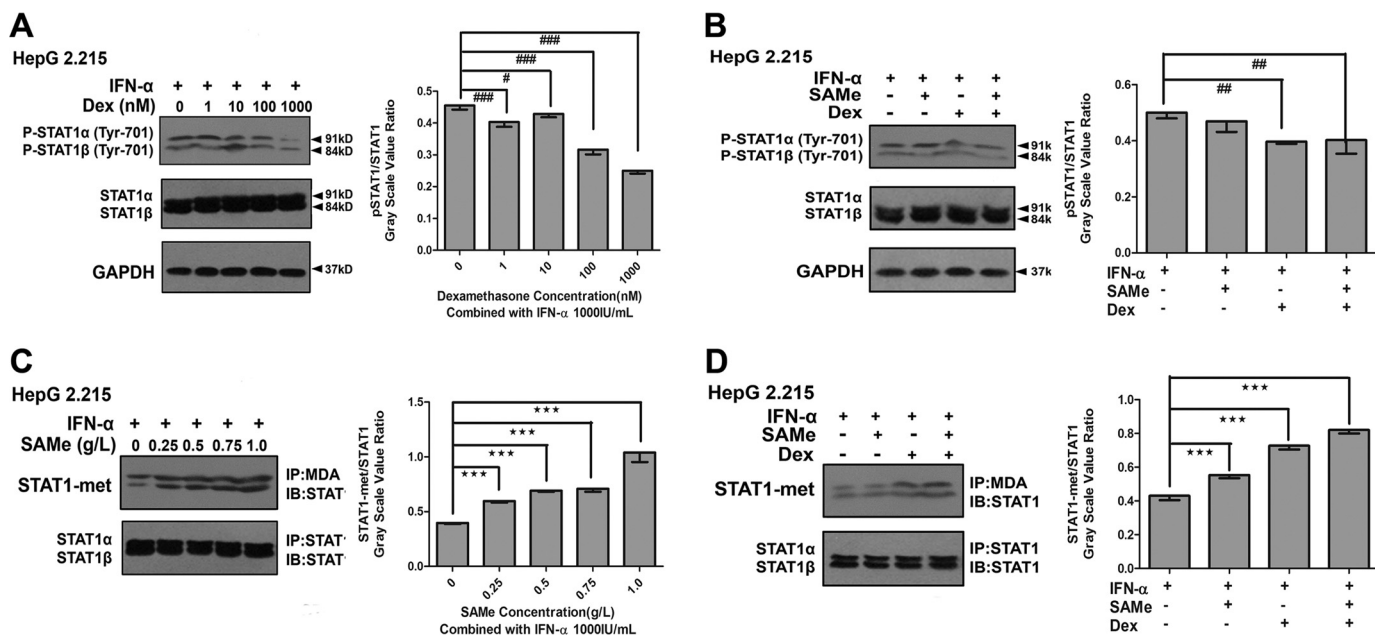 A
HepG 2.215
IFN-α + + + + +
Dex (nM) 0 1 10 100 1000
P-STAT1α (Tyr-701) 91kD
P-STAT1β (Tyr-701) 84kD
STAT1α 91kD
STAT1β 84kD
GAPDH 37kD
pSTAT1/STAT1
Gray Scale Value Ratio
0.5
0.4
0.3
0.2
0.1
0.0
###
###
#
###
0 1 10 100 1000
Dexamethasone Concentration(nM)
Combined with IFN-α 1000IU/mL
B
HepG 2.215
IFN-α + + + +
SAMe - + - +
Dex - - + +
P-STAT1α (Tyr-701) 91k
P-STAT1β (Tyr-701) 84k
STAT1α 91k
STAT1β 84k
GAPDH 37k
pSTAT1/STAT1
Gray Scale Value Ratio
0.6
0.4
0.2
0.0
##
##
IFN-α + + + +
SAMe - + - +
Dex - - + +
C
HepG 2.215
IFN-α + + + + +
SAMe (g/L) 0 0.25 0.5 0.75 1.0
STAT1-met
IP:MDA
IB:STAT
STAT1α IP:STAT
STAT1β IB:STAT
STAT1-met/STAT1
Gray Scale Value Ratio
1.5
1.0
0.5
0.0
★★★
★★★
★★★
★★★
0 0.25 0.5 0.75 1.0
SAMe Concentration(g/L)
Combined with IFN-α 1000IU/mL
D
HepG 2.215
IFN-α + + + +
SAMe - + - +
Dex - - + +
STAT1-met
IP:MDA
IB:STAT1
STAT1α IP:STAT1
STAT1β IB:STAT1
STAT1-met/STAT1
Gray Scale Value Ratio
1.0
0.8
0.6
0.4
0.2
0.0
★★★
★★★
★★★
IFN-α + + + +
SAMe - + - +
Dex - - + +